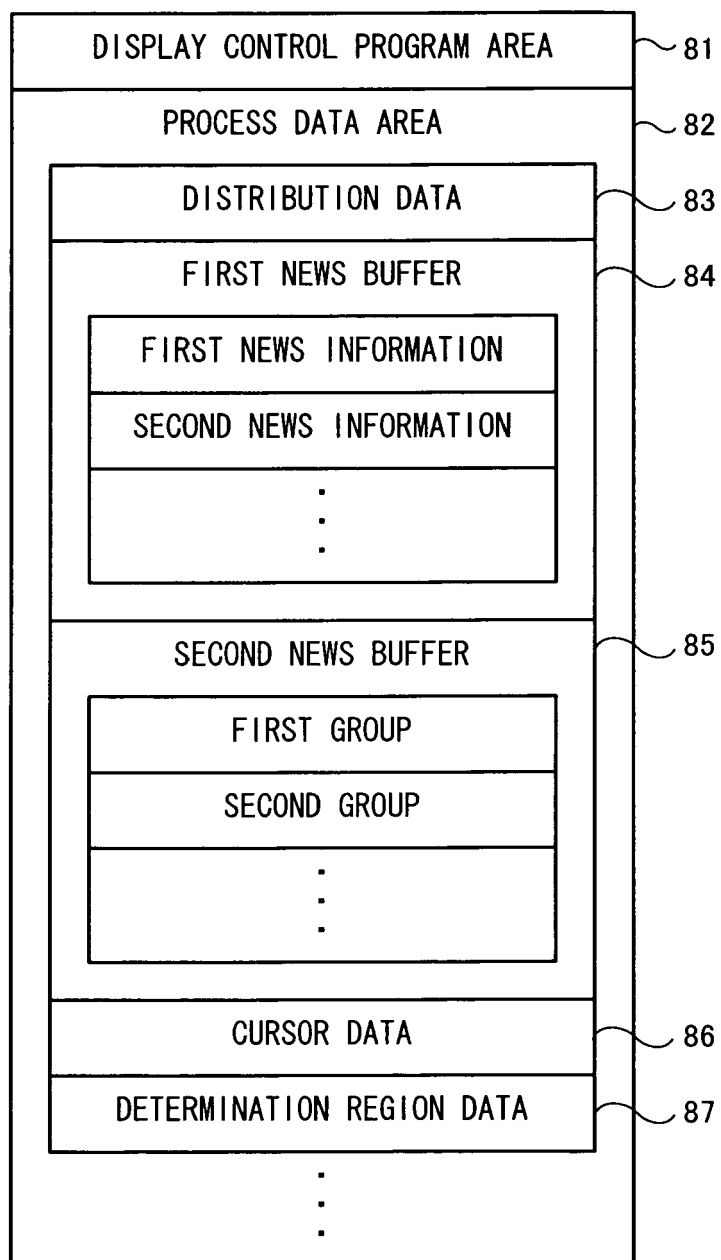 DISPLAY CONTROL PROGRAM AREA 81
PROCESS DATA AREA 82
DISTRIBUTION DATA 83
FIRST NEWS BUFFER 84
FIRST NEWS INFORMATION
SECOND NEWS INFORMATION
SECOND NEWS BUFFER 85
FIRST GROUP
SECOND GROUP
CURSOR DATA 86
DETERMINATION REGION DATA 87